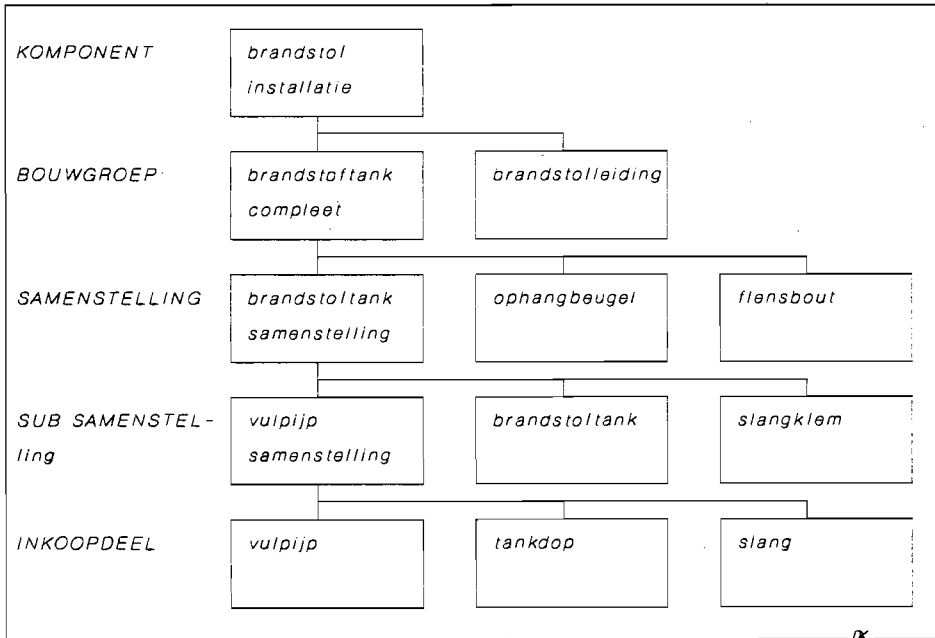 KOMPONENT
brandstof
installatie
BOUWGROEP
brandstoftank
compleet
brandstofleiding
SAMENSTELLING
brandstoftank
samenstelling
ophangbeugel
flensbout
SUB SAMENSTEL-
ling
vulpijp
samenstelling
brandstoftank
slangklem
INKOOPDEEL
vulpijp
tankdop
slang